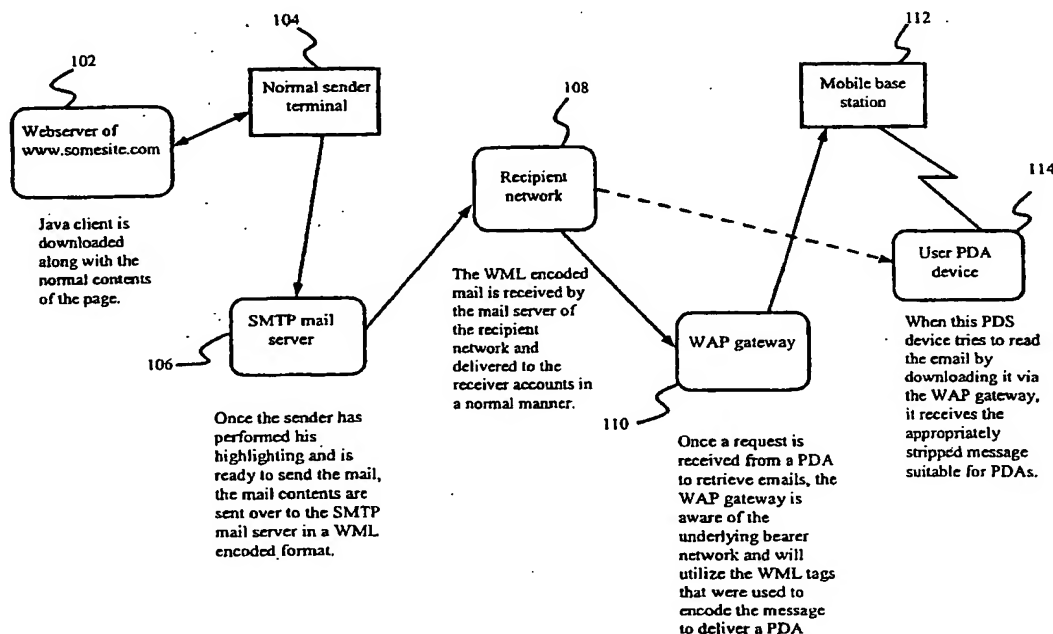 104
Normal sender
terminal
102
Webserver of
www.somesite.com
Java client is
downloaded
along with the
normal contents
of the page.
SMTP mail
server
106
Once the sender has
performed his
highlighting and is
ready to send the mail,
the mail contents are
sent over to the SMTP
mail server in a WML
encoded format.
108
Recipient
network
The WML encoded
mail is received by
the mail server of
the recipient
network and
delivered to the
receiver accounts in
a normal manner.
WAP gateway
110
Once a request is
received from a PDA
to retrieve emails, the
WAP gateway is
aware of the
underlying bearer
network and will
utilize the WML tags
that were used to
encode the message
to deliver a PDA
112
Mobile base
station
114
User PDA
device
When this PDS
device tries to read
the email by
downloading it via
the WAP gateway,
it receives the
appropriately
stripped message
suitable for PDAs.